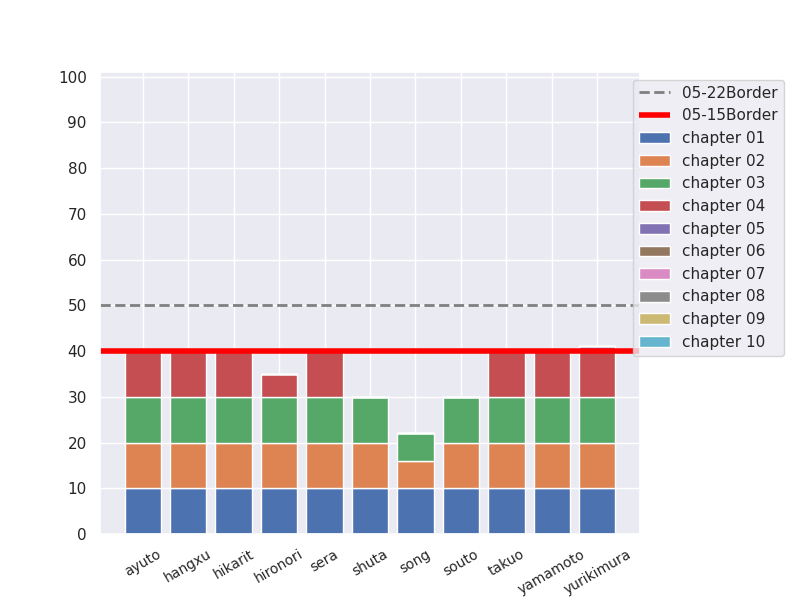 100
90
80
70
60
50
40
30
20
10
0
ayuto
hangxu
hikarit
hironori
sera
shuta
song
souto
takuo
yamamoto
yurikimura
05-22Border
05-15Border
chapter 01
chapter 02
chapter 03
chapter 04
chapter 05
chapter 06
chapter 07
chapter 08
chapter 09
chapter 10